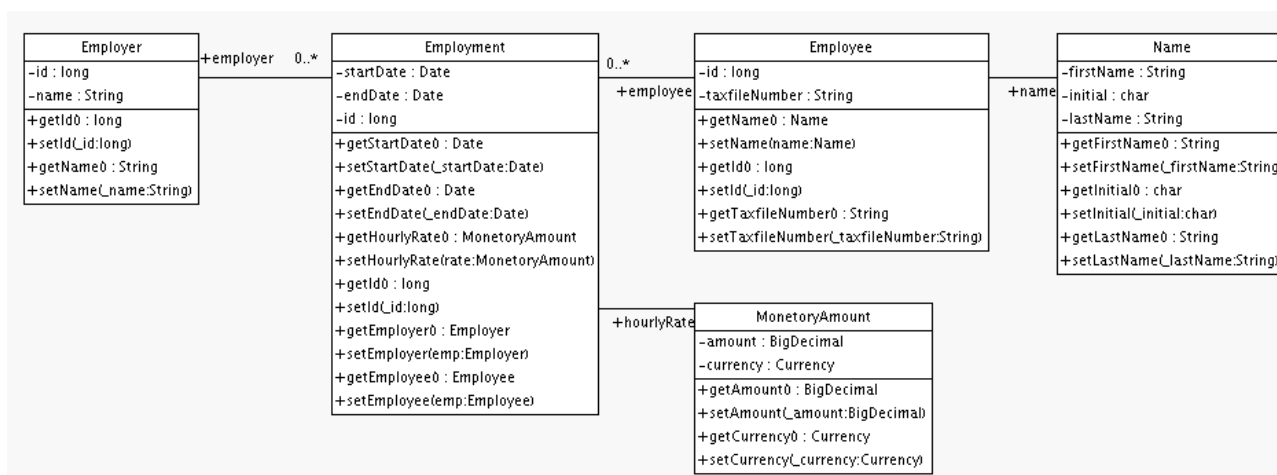 Employer
-id : long
-name : String
+getId() : long
+setId(_id:long)
+getName() : String
+setName(_name:String)
+employer
0..*
Employment
-startDate : Date
-endDate : Date
-id : long
+getStartDate() : Date
+setStartDate(_startDate:Date)
+getEndDate() : Date
+setEndDate(_endDate:Date)
+getHourlyRate() : MonetoryAmount
+setHourlyRate(rate:MonetoryAmount)
+getId() : long
+setId(_id:long)
+getEmployer() : Employer
+setEmployer(emp:Employer)
+getEmployee() : Employee
+setEmployee(emp:Employee)
0..*
+employee
Employee
-id : long
-taxfileNumber : String
+getName() : Name
+setName(name:Name)
+getId() : long
+setId(_id:long)
+getTaxfileNumber() : String
+setTaxfileNumber(_taxfileNumber:String)
+name
Name
-firstName : String
-initial : char
-lastName : String
+getFirstName() : String
+setFirstName(_firstName:String
+getInitial() : char
+setInitial(_initial:char)
+getLastName() : String
+setLastName(_lastName:String)
+hourlyRate
MonetoryAmount
-amount : BigDecimal
-currency : Currency
+getAmount() : BigDecimal
+setAmount(_amount:BigDecimal)
+getCurrency() : Currency
+setCurrency(_currency:Currency)